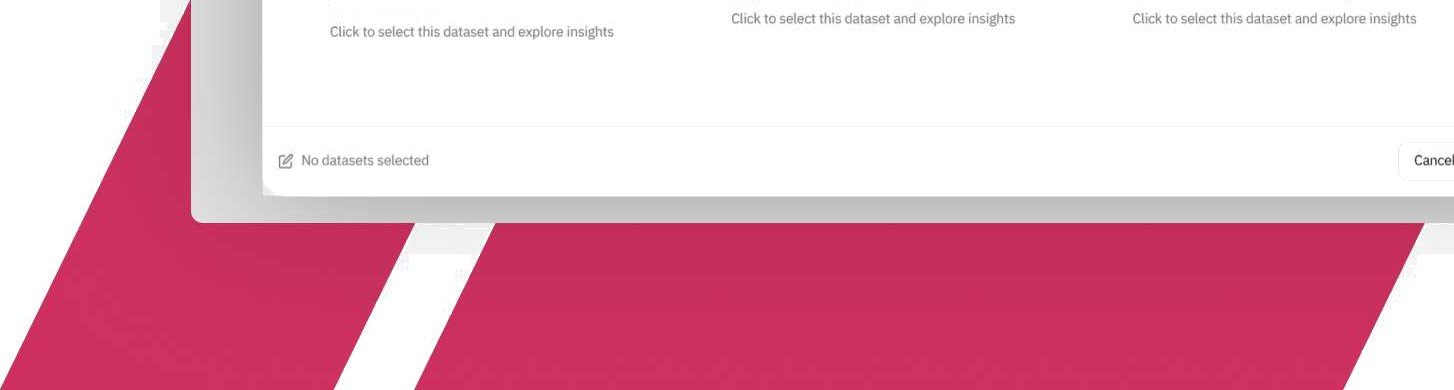 Click to select this dataset and explore insights
Click to select this dataset and explore insights
Click to select this dataset and explore insights
No datasets selected
Cancel